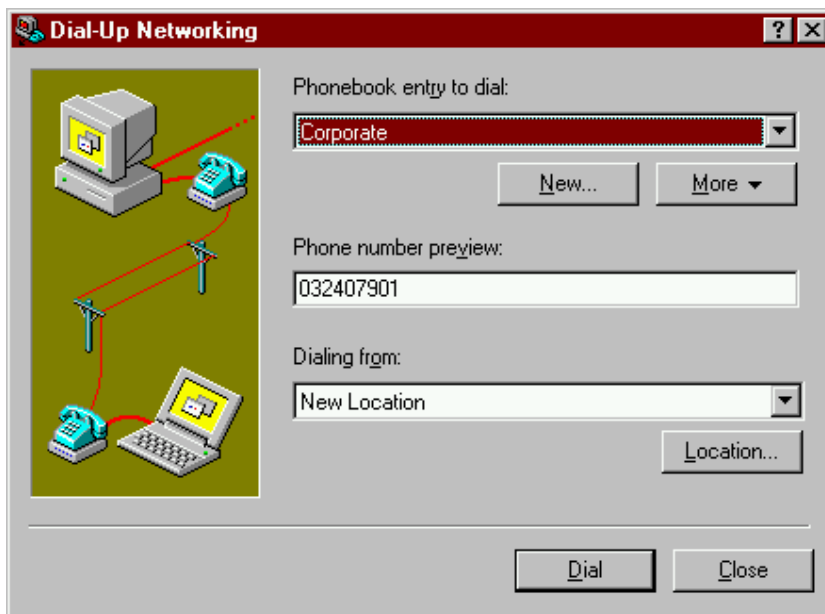 Dial-Up Networking
Phonebook entry to dial:
Corporate
New... More
Phone number preview:
032407901
Dialing from:
New Location
Location...
Dial Close